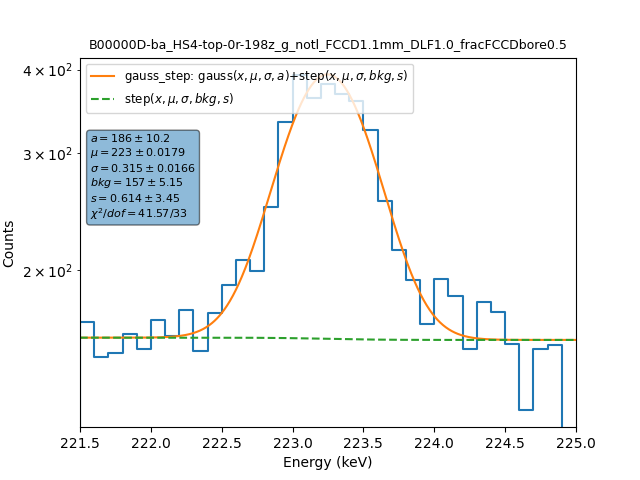 B00000D-ba_HS4-top-0r-198z_g_notl_FCCD1.1mm_DLF1.0_fracFCCDbore0.5
gauss_step: gauss(x, μ, σ, a)+step(x, μ, σ, bkg, s)
step(x, μ, σ, bkg, s)
a = 186 ± 10.2
μ = 223 ± 0.0179
σ = 0.315 ± 0.0166
bkg = 157 ± 5.15
s = 0.614 ± 3.45
χ²/dof = 41.57/33
4 × 10²
3 × 10²
2 × 10²
Counts
221.5 222.0 222.5 223.0 223.5 224.0 224.5 225.0
Energy (keV)